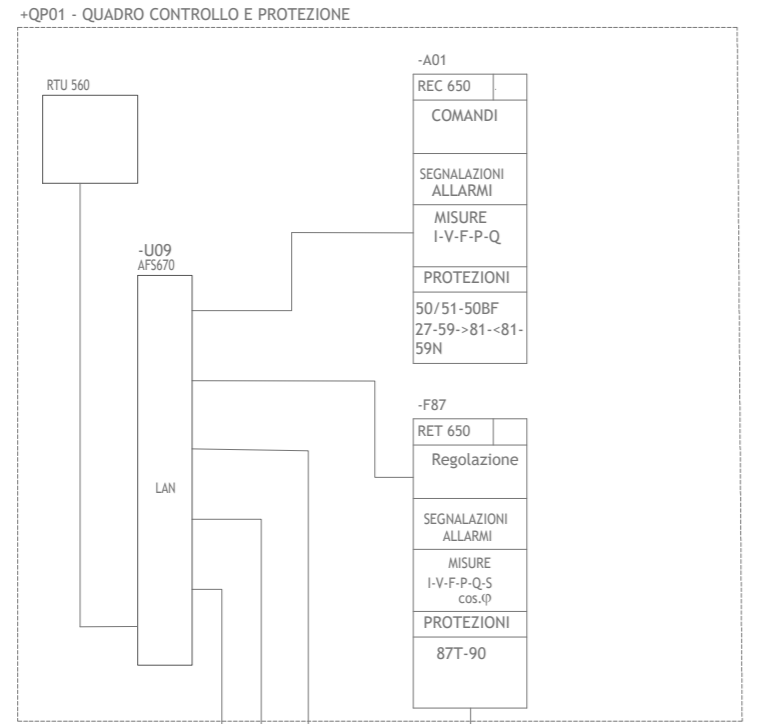 +QP01 - QUADRO CONTROLLO E PROTEZIONE
RTU 560
-U09
AFS670
LAN
-A01
REC 650
COMANDI
SEGNALAZIONI
ALLARMI
MISURE
I-V-F-P-Q
PROTEZIONI
50/51-50BF
27-59->81-<81-
59N
-F87
RET 650
Regolazione
SEGNALAZIONI
ALLARMI
MISURE
I-V-F-P-Q-S
cos.φ
PROTEZIONI
87T-90